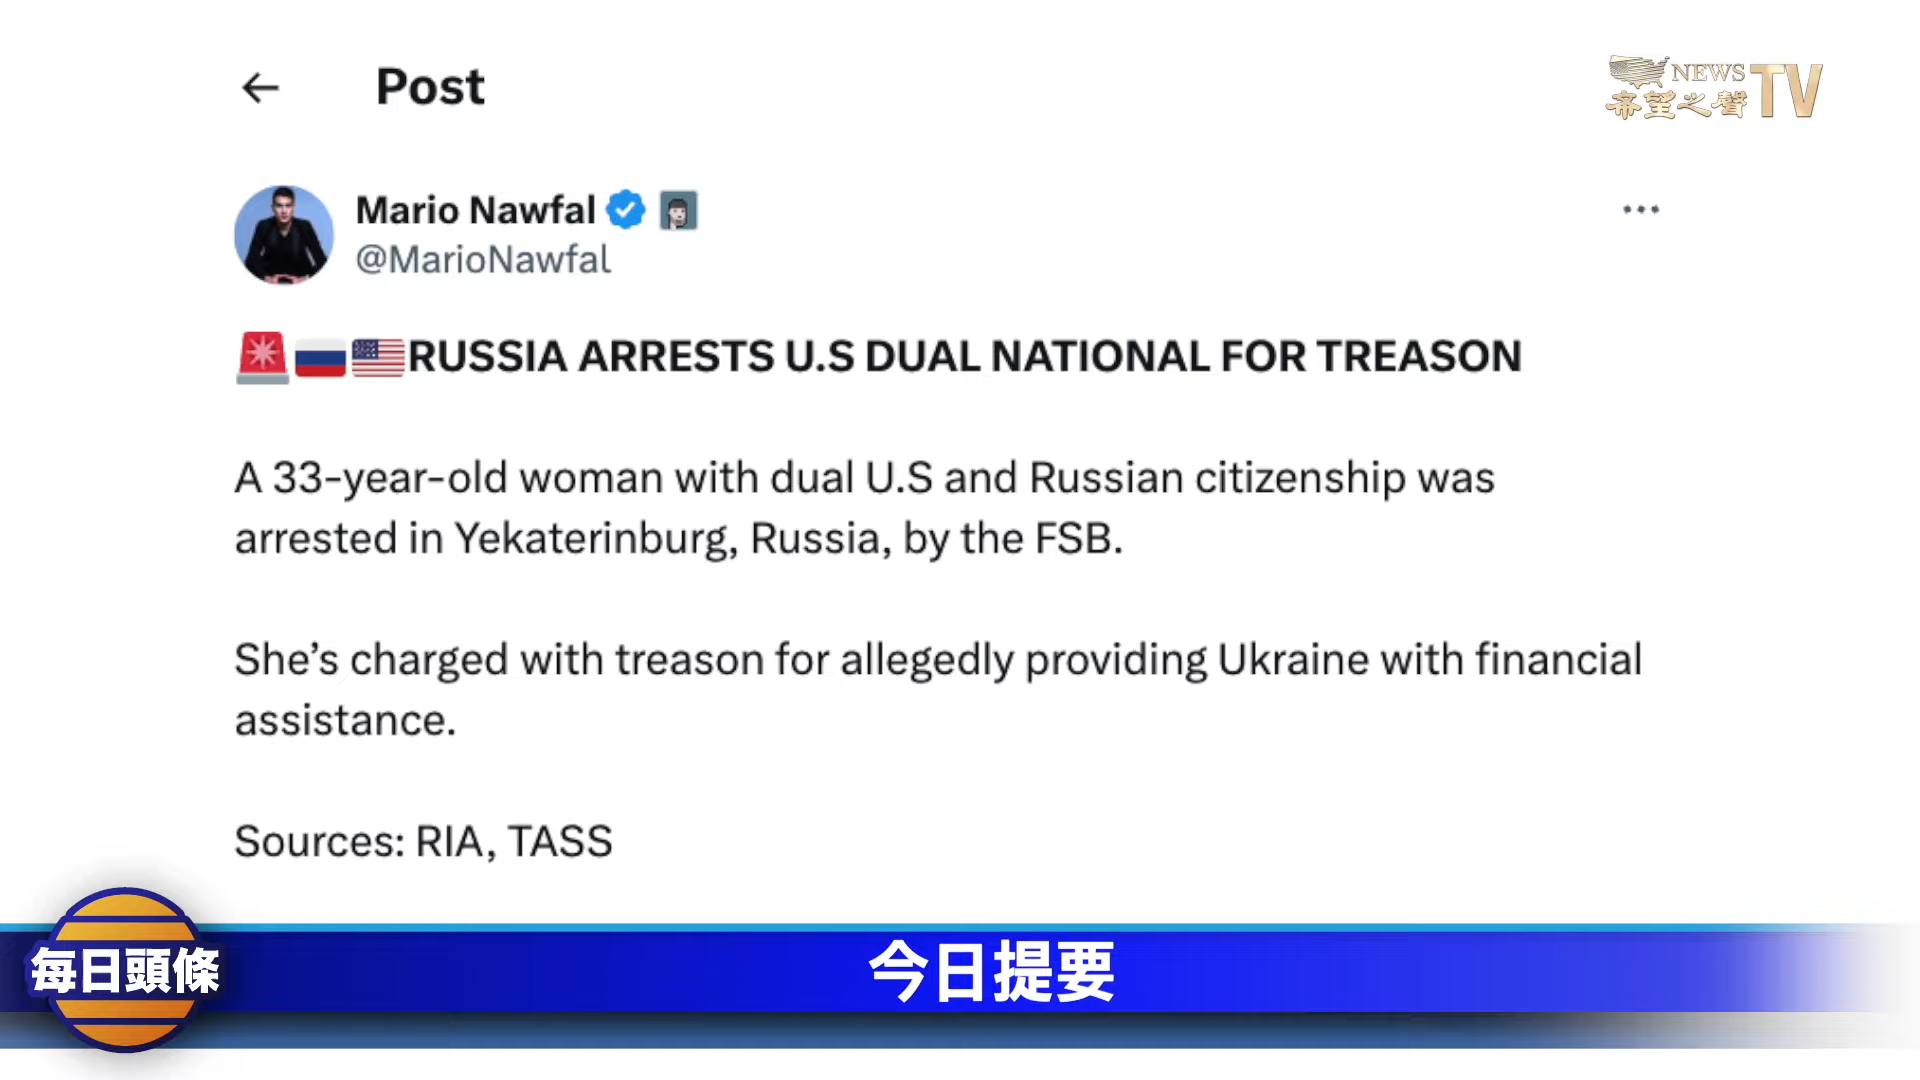 Post
NEWS
希望之聲TV
Mario Nawfal
@MarioNawfal
RUSSIA ARRESTS U.S DUAL NATIONAL FOR TREASON
A 33-year-old woman with dual U.S and Russian citizenship was
arrested in Yekaterinburg, Russia, by the FSB.
She’s charged with treason for allegedly providing Ukraine with financial
assistance.
Sources: RIA, TASS
每日頭條
今日提要